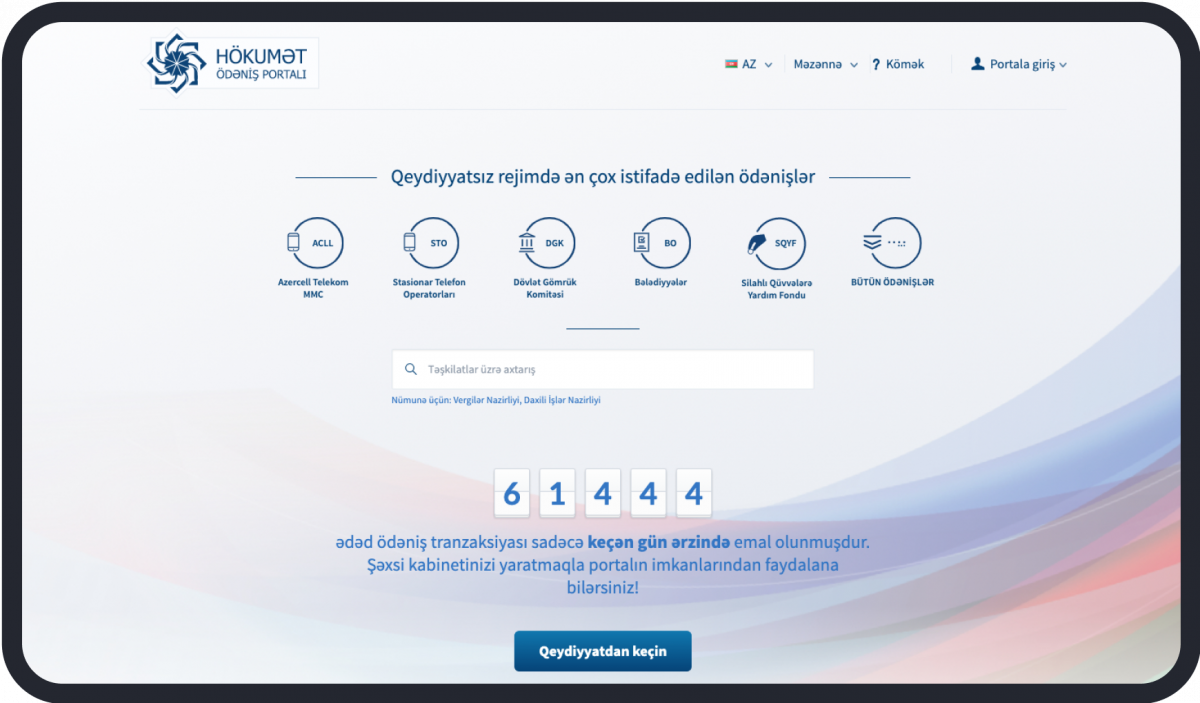 HÖKUMƏT
ÖDƏNİŞ PORTALI
AZ
Məzənnə
? Kömək
Portala giriş
Qeydiyyatsız rejimdə ən çox istifadə edilən ödənişlər
ACLL
STO
DGK
BO
SQYF
Azercell Telekom
MMC
Stasionar Telefon
Operatorları
Dövlət Gömrük
Komitəsi
Bələdiyyələr
Silahlı Qüvvələrə
Yardım Fondu
BÜTÜN ÖDƏNİŞLƏR
Təşkilatlar üzrə axtarış
Nümunə üçün: Vergilər Nazirliyi, Daxili İşlər Nazirliyi
6 1 4 4 4
ədəd ödəniş tranzaksiyası sadəcə keçən gün ərzində emal olunmuşdur.
Şəxsi kabinetinizi yaratmaqla portalın imkanlarından faydalana
bilərsiniz!
Qeydiyyatdan keçin